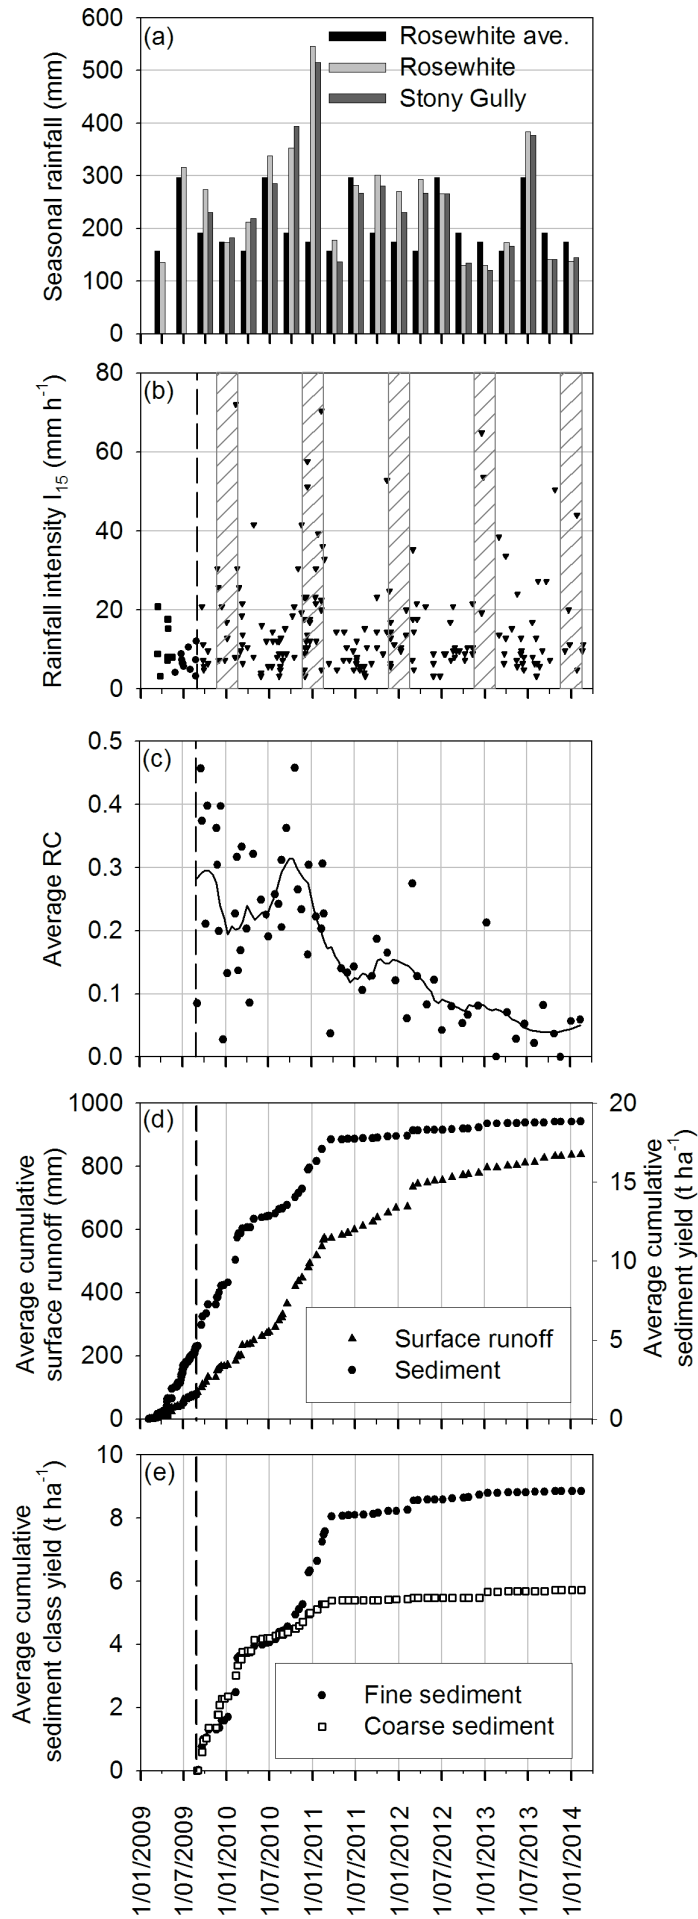 600
500
400
300
200
100
0
Seasonal rainfall (mm)
(a)
Rosewhite ave.
Rosewhite
Stony Gully
80
60
40
20
0
Rainfall intensity I15 (mm h-1)
(b)
0.5
0.4
0.3
0.2
0.1
0.0
Average RC
(c)
1000
800
600
400
200
0
Average cumulative
surface runnoff (mm)
(d)
Surface runoff
Sediment
20
15
10
5
0
Average cumulative
sediment yield (t ha-1)
10
8
6
4
2
0
Average cumulative
sediment class yield (t ha-1)
(e)
Fine sediment
Coarse sediment
1/01/2009
1/07/2009
1/01/2010
1/07/2010
1/01/2011
1/07/2011
1/01/2012
1/07/2012
1/01/2013
1/07/2013
1/01/2014